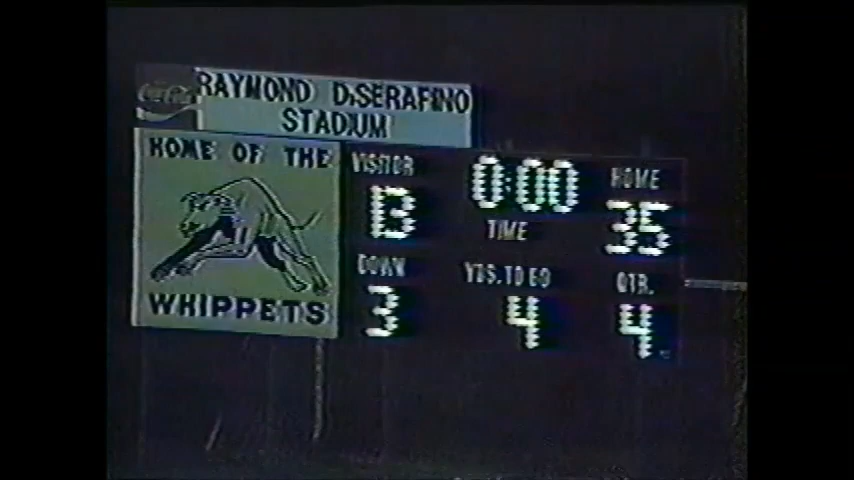 Coca-Cola
RAYMOND DiSERAFINO
STADIUM
HOME OF THE
WHIPPETS
VISITOR 0:00 HOME
13 TIME 35
DOWN YDS. TO GO QTR.
3 4 4